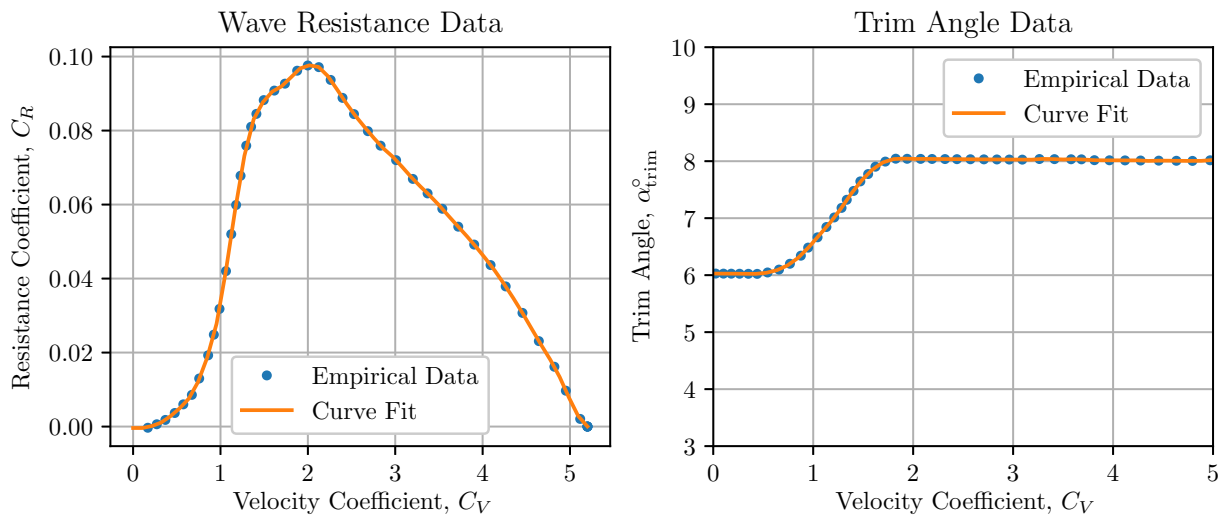 Wave Resistance Data
Resistance Coefficient, C_R
0.10
0.08
0.06
0.04
0.02
0.00
Empirical Data
Curve Fit
0 1 2 3 4 5
Velocity Coefficient, C_V
Trim Angle Data
Trim Angle, α°_trim
10
9
8
7
6
5
4
3
Empirical Data
Curve Fit
0 1 2 3 4 5
Velocity Coefficient, C_V